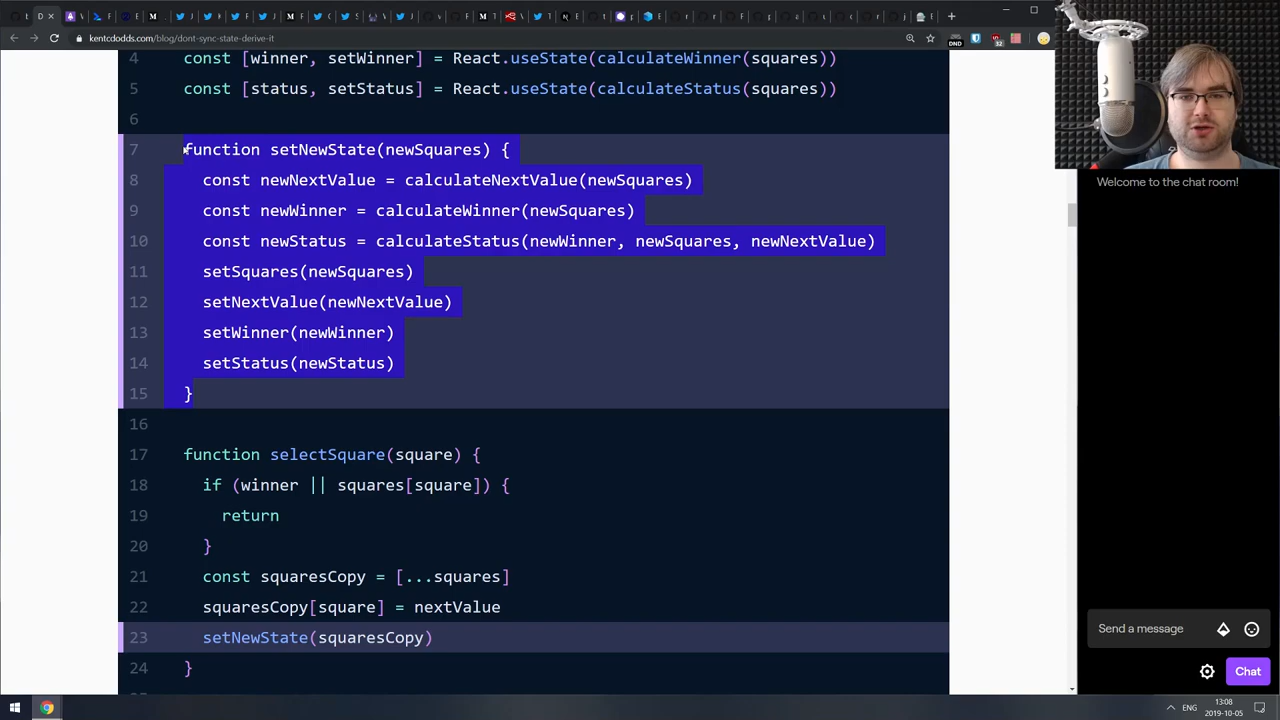 kentcdodds.com/blog/dont-sync-state-derive-it
DND
32
4 const [winner, setWinner] = React.useState(calculateWinner(squares))
5 const [status, setStatus] = React.useState(calculateStatus(squares))
6
7 function setNewState(newSquares) {
8 const newNextValue = calculateNextValue(newSquares)
9 const newWinner = calculateWinner(newSquares)
10 const newStatus = calculateStatus(newWinner, newSquares, newNextValue)
11 setSquares(newSquares)
12 setNextValue(newNextValue)
13 setWinner(newWinner)
14 setStatus(newStatus)
15 }
16
17 function selectSquare(square) {
18 if (winner || squares[square]) {
19 return
20 }
21 const squaresCopy = [...squares]
22 squaresCopy[square] = nextValue
23 setNewState(squaresCopy)
24 }
Welcome to the chat room!
Send a message
Chat
ENG
13:08
2019-10-05